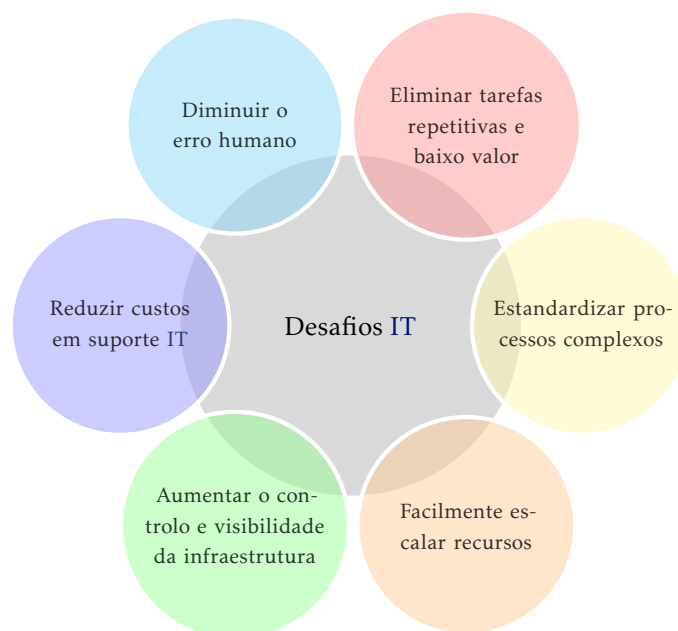 Diminuir o
erro humano
Eliminar tarefas
repetitivas e
baixo valor
Reduzir custos
em suporte IT
Desafios IT
Estandardizar pro-
cessos complexos
Aumentar o con-
trolo e visibilidade
da infraestrutura
Facilmente es-
calar recursos